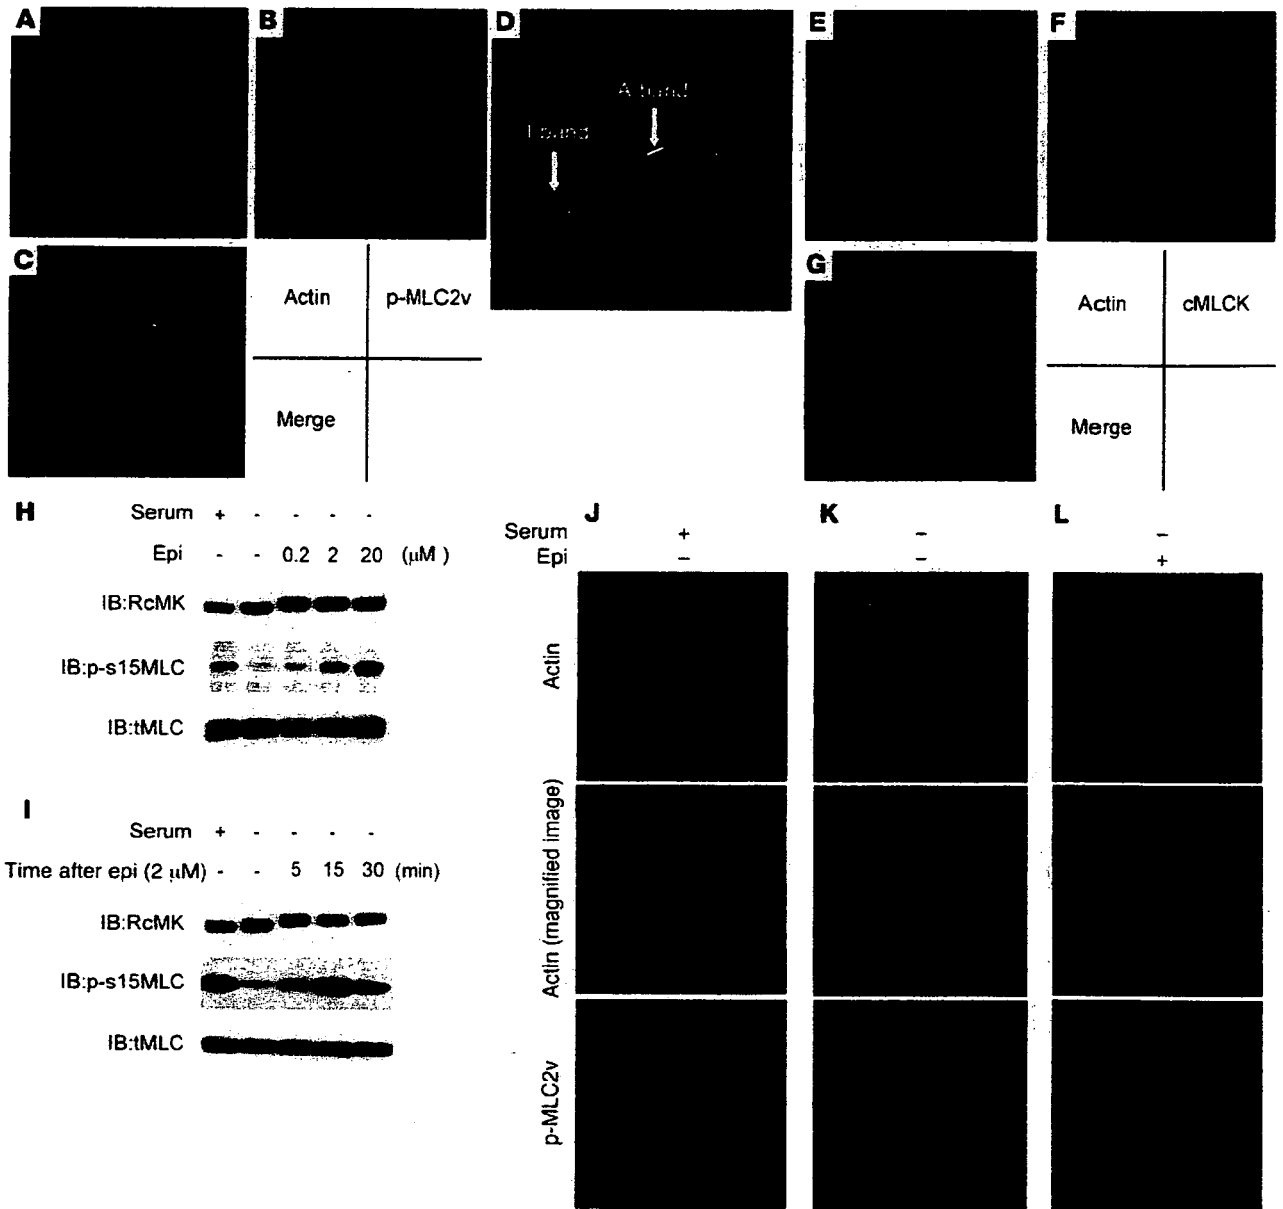 A
B
D
E
F
A band
I band
C
Actin
p-MLC2v
Merge
G
Actin
cMLCK
Merge
H
Serum + - - - -
Epi - - 0.2 2 20 (μM )
IB:RcMK
IB:p-s15MLC
IB:tMLC
I
Serum + - - - -
Time after epi (2 μM) - - 5 15 30 (min)
IB:RcMK
IB:p-s15MLC
IB:tMLC
J
K
L
Serum + – –
Epi – – +
Actin
Actin (magnified image)
p-MLC2v